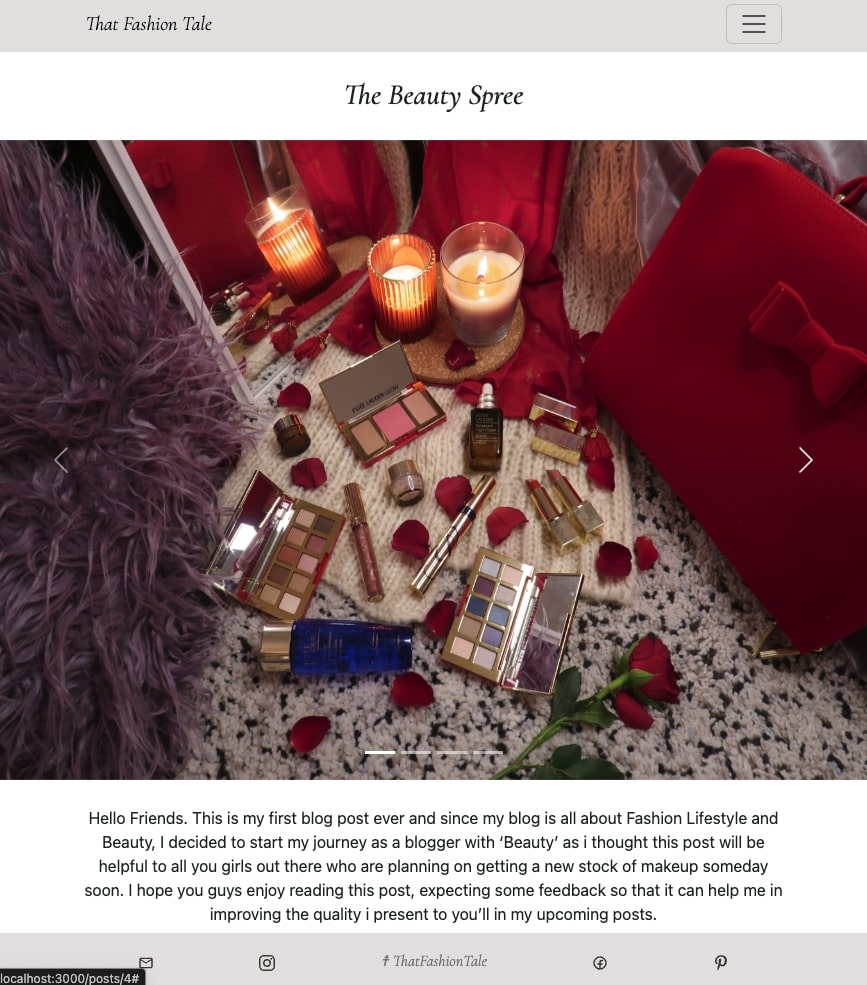 That Fashion Tale
The Beauty Spree
ESTEE LAUDER GLOW
Hello Friends. This is my first blog post ever and since my blog is all about Fashion Lifestyle and
Beauty, I decided to start my journey as a blogger with ‘Beauty’ as i thought this post will be
helpful to all you girls out there who are planning on getting a new stock of makeup someday
soon. I hope you guys enjoy reading this post, expecting some feedback so that it can help me in
improving the quality i present to you’ll in my upcoming posts.
☨ ThatFashionTale
localhost:3000/posts/4#